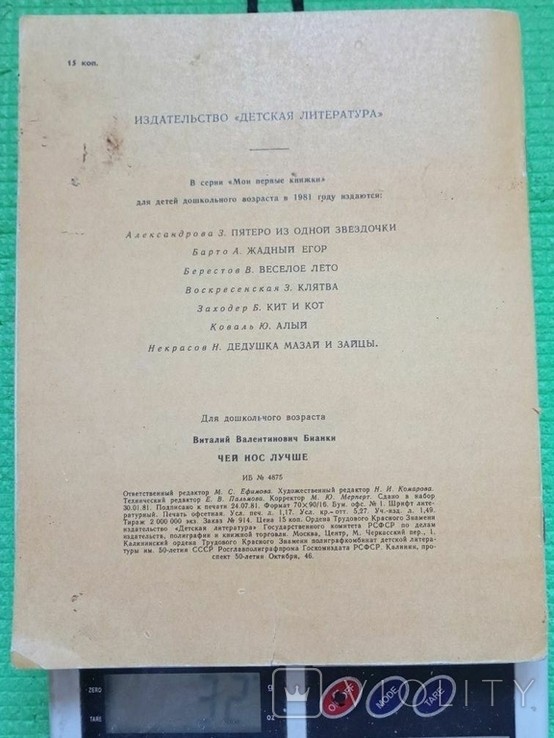 15 коп.
ИЗДАТЕЛЬСТВО «ДЕТСКАЯ ЛИТЕРАТУРА»
В серии «Мои первые книжки»
для детей дошкольного возраста в 1981 году издаются:
Александрова З. ПЯТЕРО ИЗ ОДНОЙ ЗВЕЗДОЧКИ
Барто А. ЖАДНЫЙ ЕГОР
Берестов В. ВЕСЕЛОЕ ЛЕТО
Воскресенская З. КЛЯТВА
Заходер Б. КИТ И КОТ
Коваль Ю. АЛЫЙ
Некрасов Н. ДЕДУШКА МАЗАЙ И ЗАЙЦЫ.
Для дошкольного возраста
Виталий Валентинович Бианки
ЧЕЙ НОС ЛУЧШЕ
ИБ № 4875
Ответственный редактор М. С. Ефимова. Художественный редактор Н. И. Комарова.
Технический редактор Е. В. Пальмова. Корректор М. Ю. Мерперт. Сдано в набор
30.01.81. Подписано к печати 24.07.81. Формат 70×90/16. Бум. офс. № 1. Шрифт лите-
ратурный. Печать офсетная. Усл. печ. л. 1,17. Усл. кр.-отт. 5,27. Уч.-изд. л. 1,49.
Тираж 2 000 000 экз. Заказ № 914. Цена 15 коп. Ордена Трудового Красного Знамени
издательство «Детская литература» Государственного комитета РСФСР по делам
издательств, полиграфии и книжной торговли. Москва, Центр, М. Черкасский пер., 1.
Калининский ордена Трудового Красного Знамени полиграфкомбинат детской литера-
туры им. 50-летия СССР Росглавполиграфпрома Госкомиздата РСФСР. Калинин, про-
спект 50-летия Октября, 46.
ZERO
TARE
32
g
ON/OFF
MODE
TARE
VIOLITY